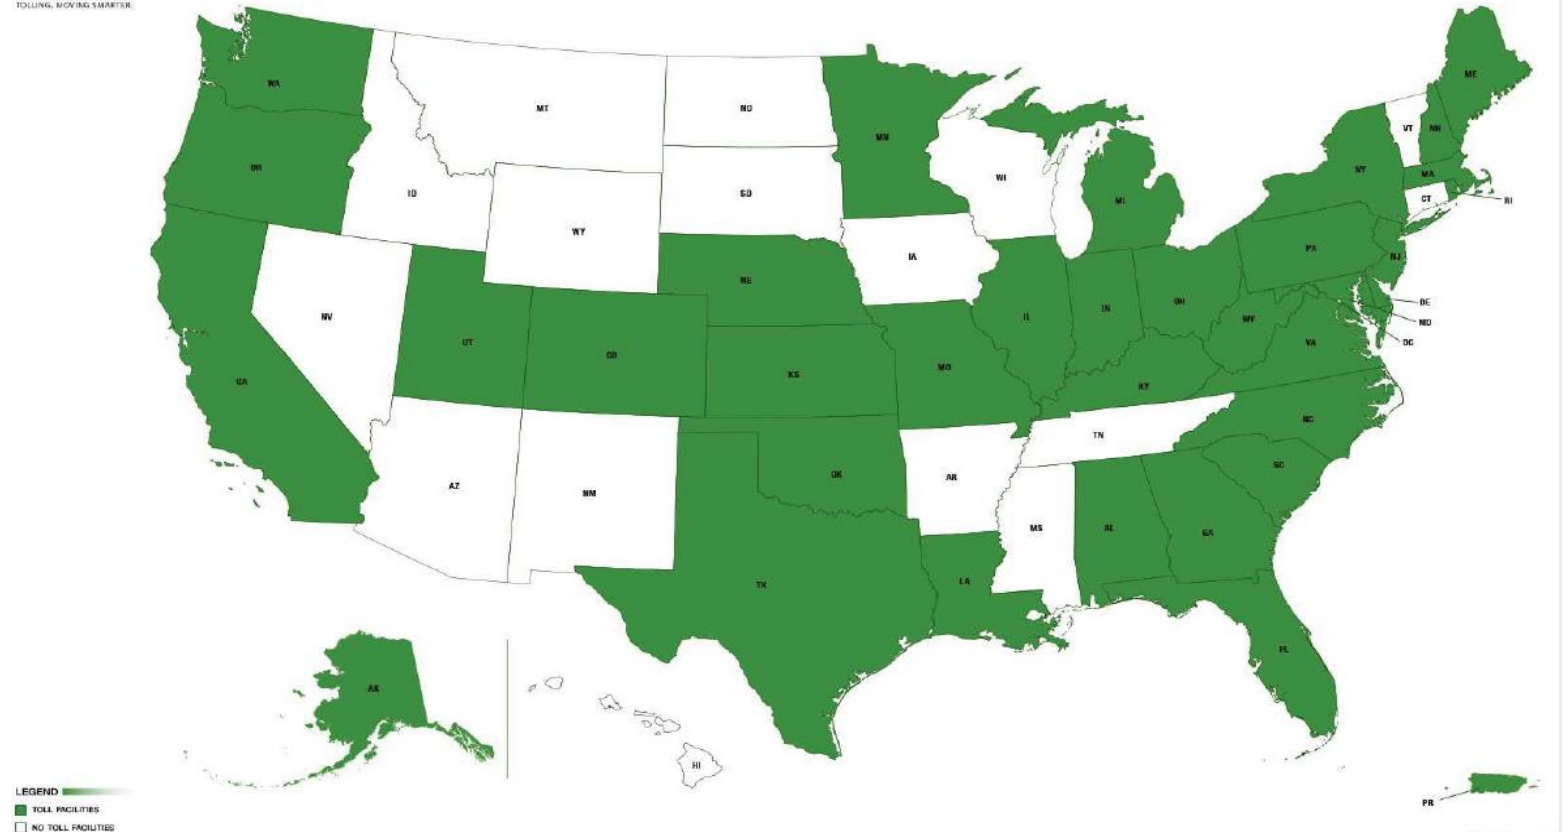 TOLLING. MOVING SMARTER.
WA
MT
ND
MN
ME
VT
NH
OR
ID
SD
WI
MI
NY
MA
CT
RI
WY
IA
PA
NJ
NE
IL
IN
OH
WV
DE
MD
DC
NV
UT
CO
KS
MO
KY
VA
CA
TN
NC
AZ
NM
OK
AR
SC
MS
AL
GA
TX
LA
FL
AK
HI
PR
LEGEND
TOLL FACILITIES
NO TOLL FACILITIES